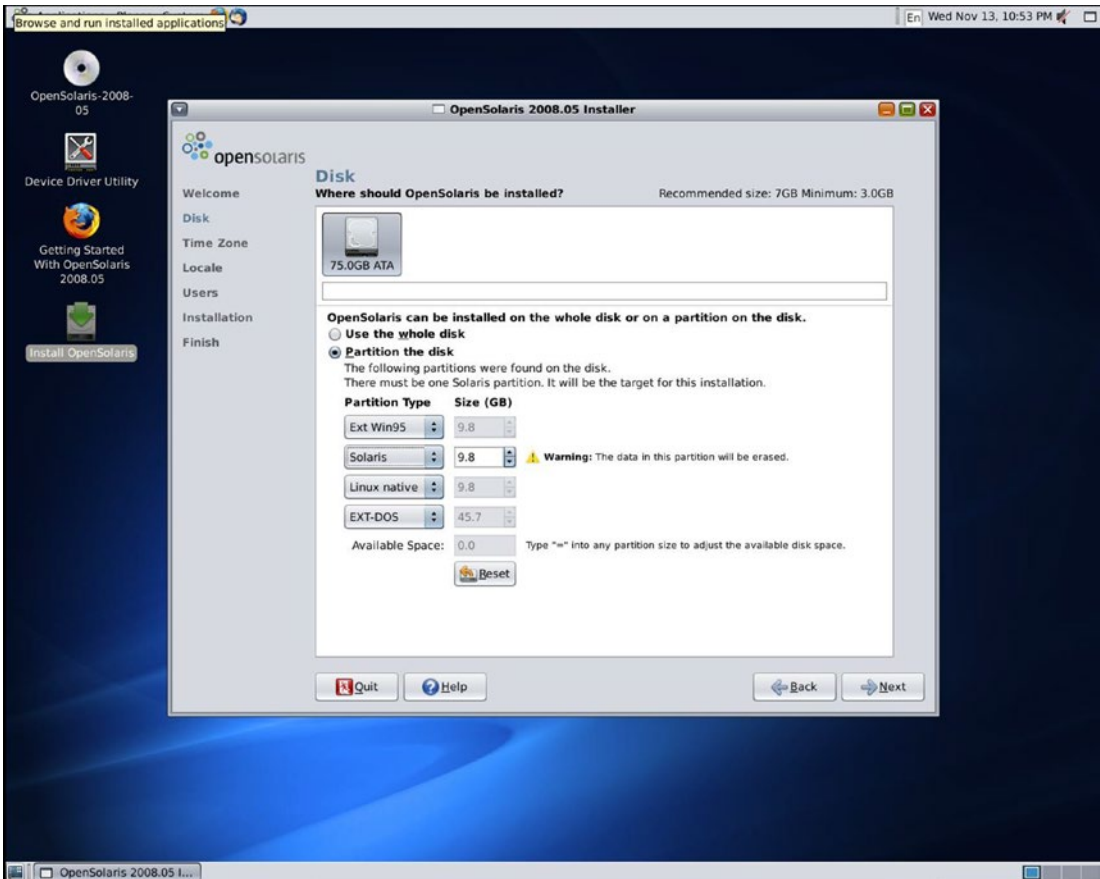 Applications Places System
Browse and run installed applications
En Wed Nov 13, 10:53 PM
OpenSolaris-2008-
05
Device Driver Utility
Getting Started
With OpenSolaris
2008.05
Install OpenSolaris
OpenSolaris 2008.05 Installer
opensolaris
Welcome
Disk
Time Zone
Locale
Users
Installation
Finish
Disk
Where should OpenSolaris be installed? Recommended size: 7GB Minimum: 3.0GB
75.0GB ATA
OpenSolaris can be installed on the whole disk or on a partition on the disk.
Use the whole disk
Partition the disk
The following partitions were found on the disk.
There must be one Solaris partition. It will be the target for this installation.
Partition Type Size (GB)
Ext Win95 9.8
Solaris 9.8 Warning: The data in this partition will be erased.
Linux native 9.8
EXT-DOS 45.7
Available Space: 0.0 Type "=" into any partition size to adjust the available disk space.
Reset
Quit Help Back Next
OpenSolaris 2008.05 I...